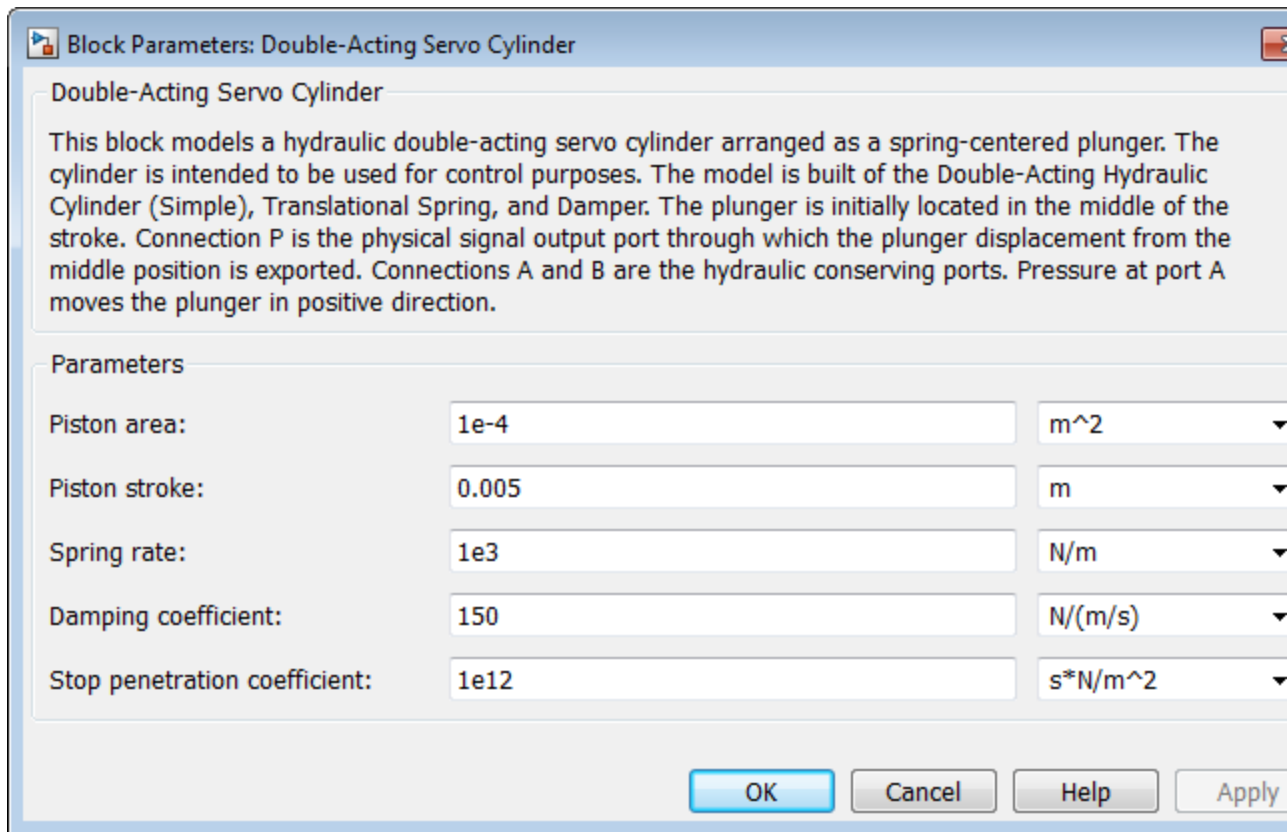 Block Parameters: Double-Acting Servo Cylinder
Double-Acting Servo Cylinder
This block models a hydraulic double-acting servo cylinder arranged as a spring-centered plunger. The
cylinder is intended to be used for control purposes. The model is built of the Double-Acting Hydraulic
Cylinder (Simple), Translational Spring, and Damper. The plunger is initially located in the middle of the
stroke. Connection P is the physical signal output port through which the plunger displacement from the
middle position is exported. Connections A and B are the hydraulic conserving ports. Pressure at port A
moves the plunger in positive direction.
Parameters
Piston area: 1e-4 m^2
Piston stroke: 0.005 m
Spring rate: 1e3 N/m
Damping coefficient: 150 N/(m/s)
Stop penetration coefficient: 1e12 s*N/m^2
OK Cancel Help Apply